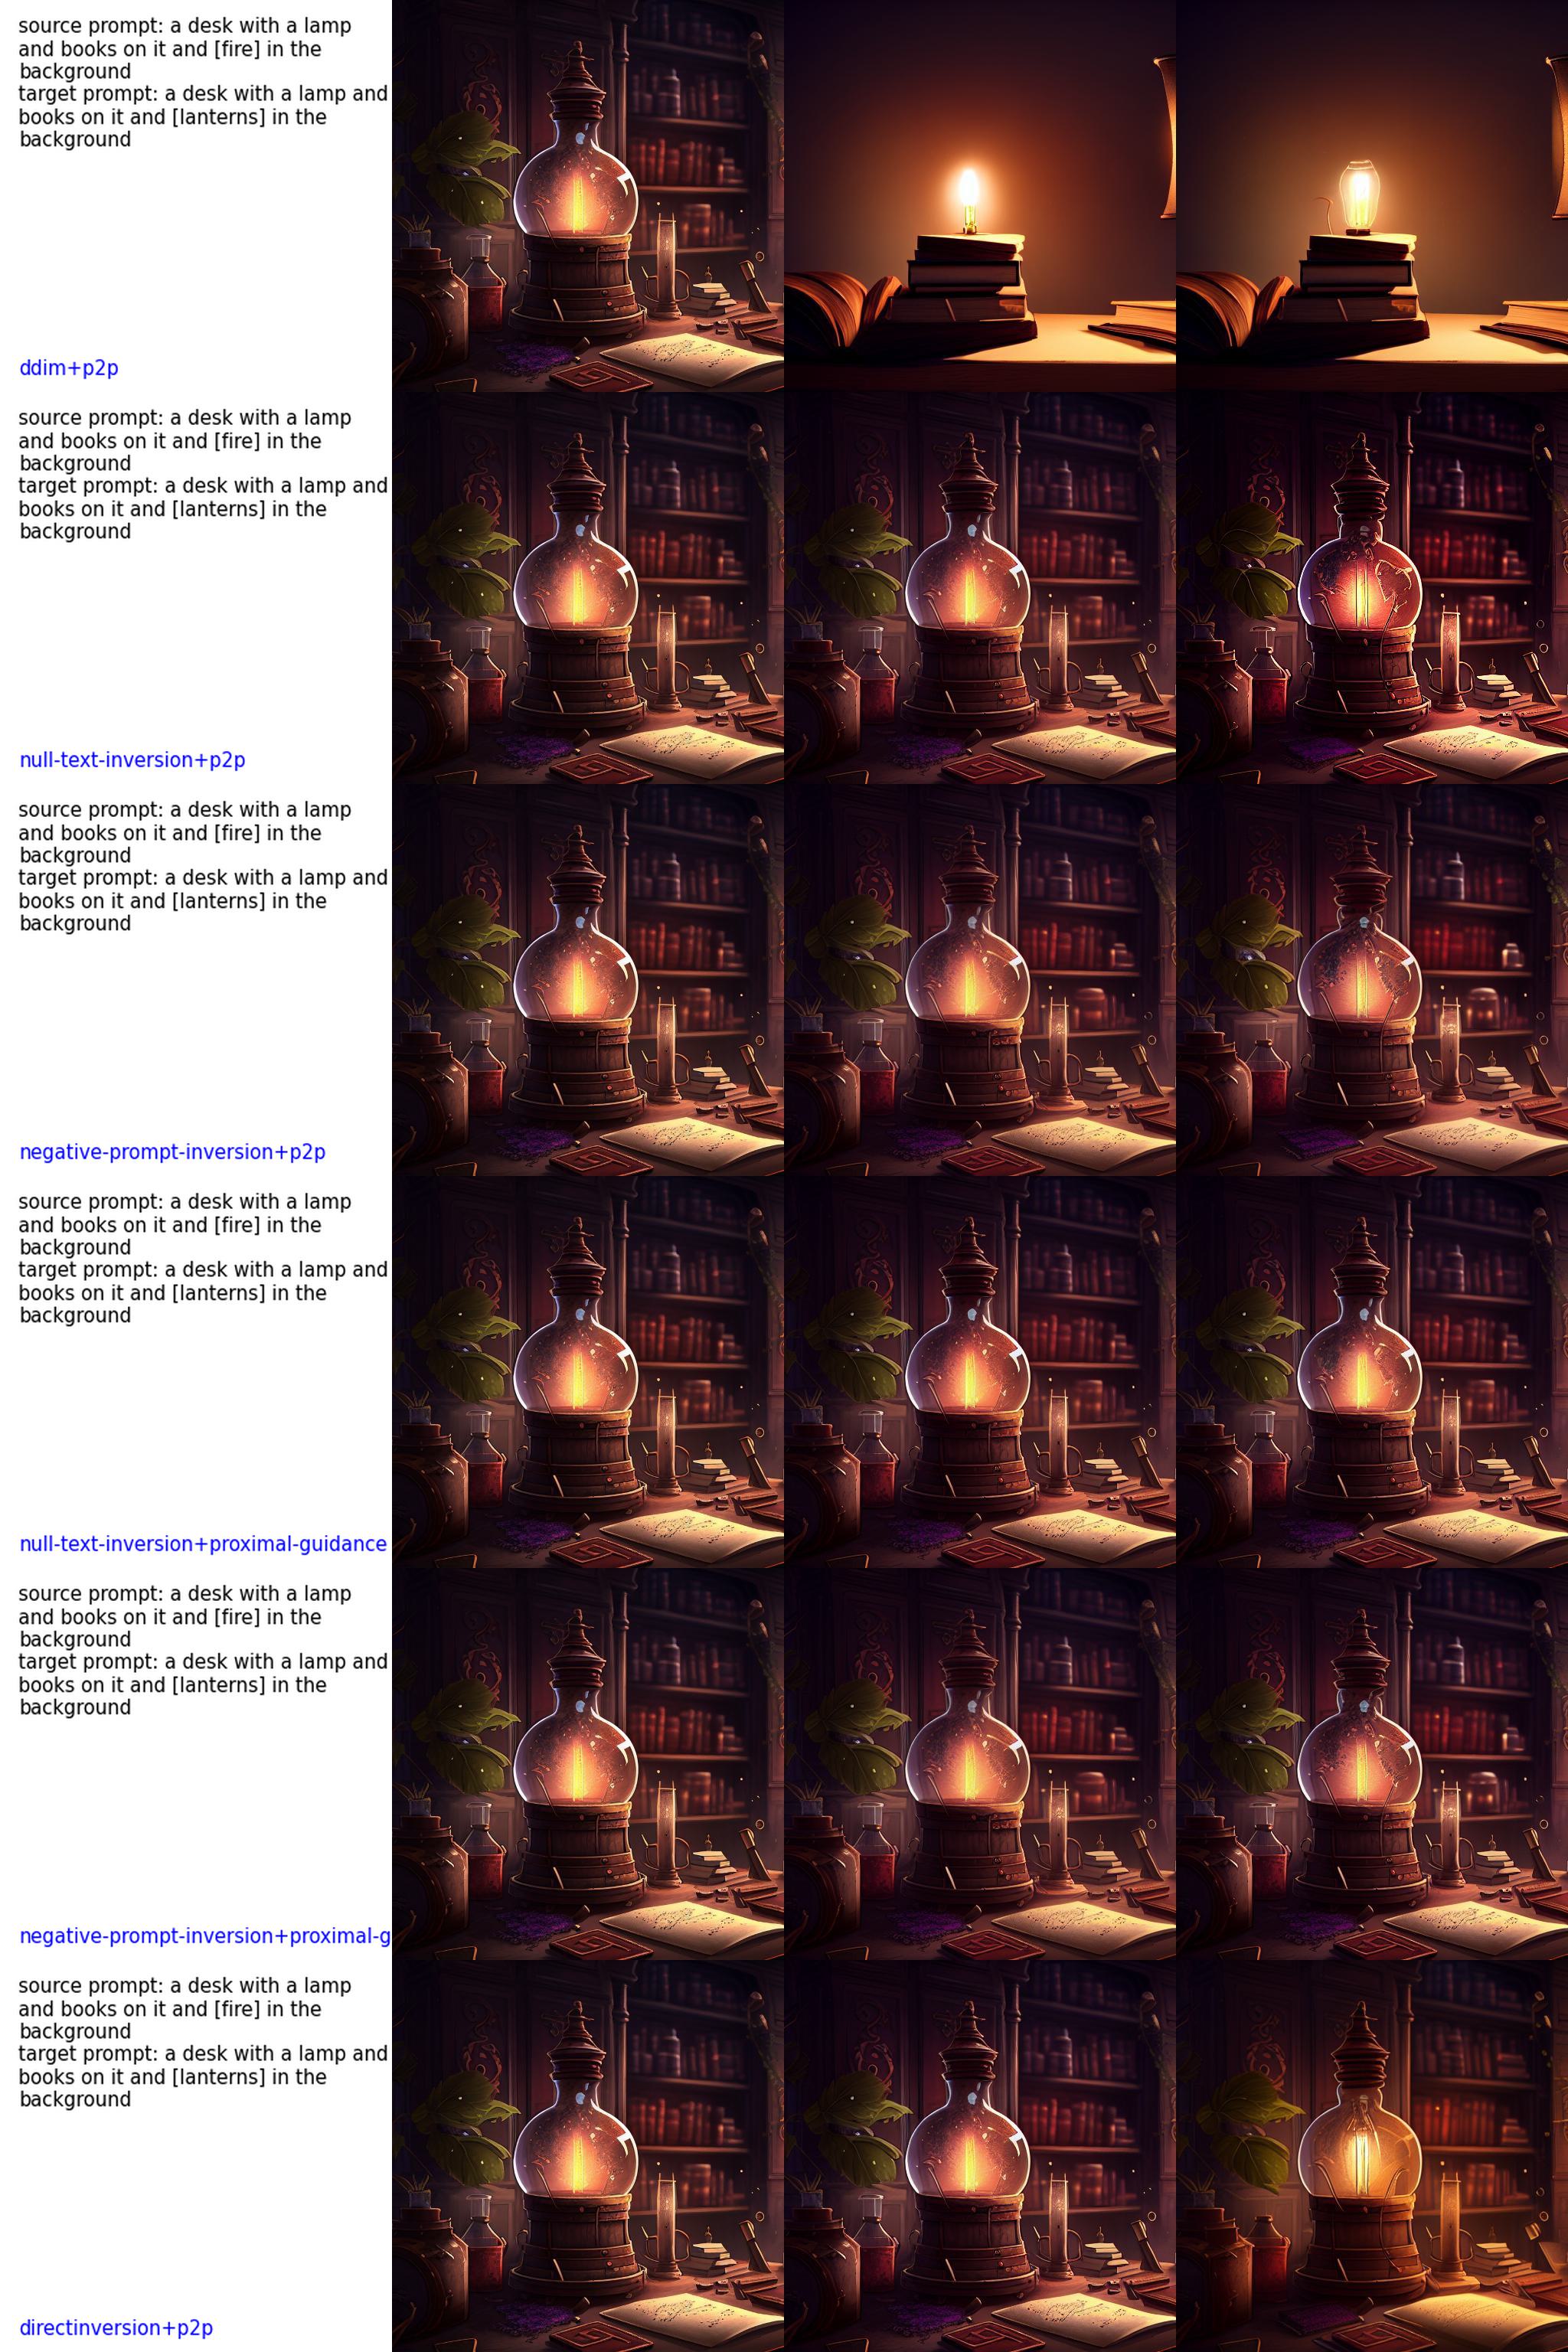 source prompt: a desk with a lamp
and books on it and [fire] in the
background
target prompt: a desk with a lamp and
books on it and [lanterns] in the
background
ddim+p2p
source prompt: a desk with a lamp
and books on it and [fire] in the
background
target prompt: a desk with a lamp and
books on it and [lanterns] in the
background
null-text-inversion+p2p
source prompt: a desk with a lamp
and books on it and [fire] in the
background
target prompt: a desk with a lamp and
books on it and [lanterns] in the
background
negative-prompt-inversion+p2p
source prompt: a desk with a lamp
and books on it and [fire] in the
background
target prompt: a desk with a lamp and
books on it and [lanterns] in the
background
null-text-inversion+proximal-guidance
source prompt: a desk with a lamp
and books on it and [fire] in the
background
target prompt: a desk with a lamp and
books on it and [lanterns] in the
background
negative-prompt-inversion+proximal-g
source prompt: a desk with a lamp
and books on it and [fire] in the
background
target prompt: a desk with a lamp and
books on it and [lanterns] in the
background
directinversion+p2p